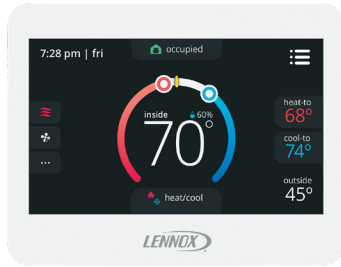 7:28 pm | fri
occupied
inside
60%
70°
heat-to
68°
cool-to
74°
outside
45°
heat/cool
LENNOX